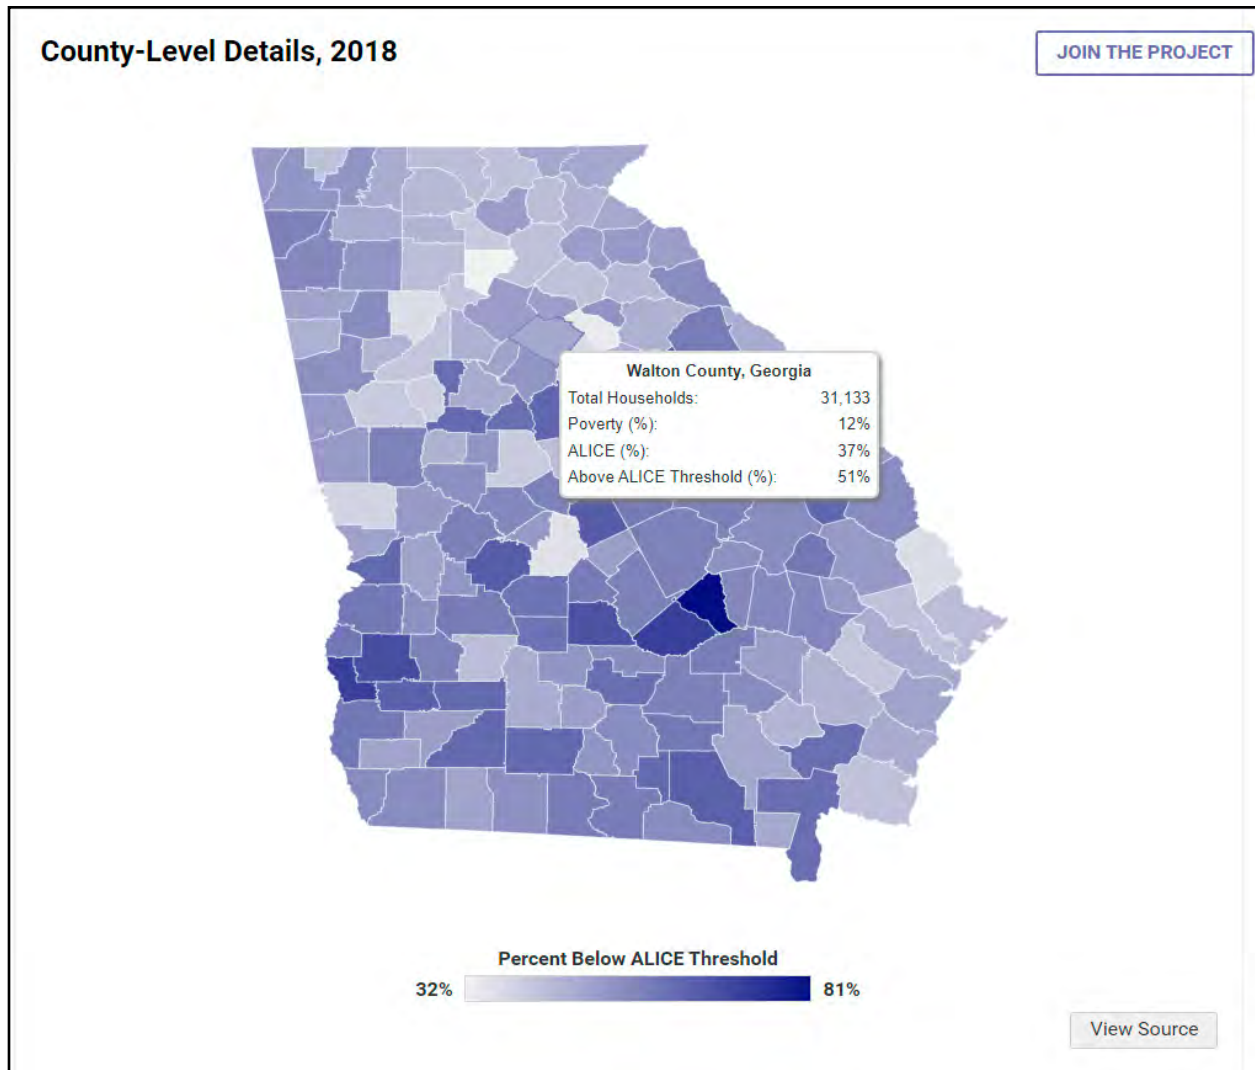 County-Level Details, 2018
JOIN THE PROJECT
Walton County, Georgia
Total Households: 31,133
Poverty (%): 12%
ALICE (%): 37%
Above ALICE Threshold (%): 51%
Percent Below ALICE Threshold
32% 81%
View Source